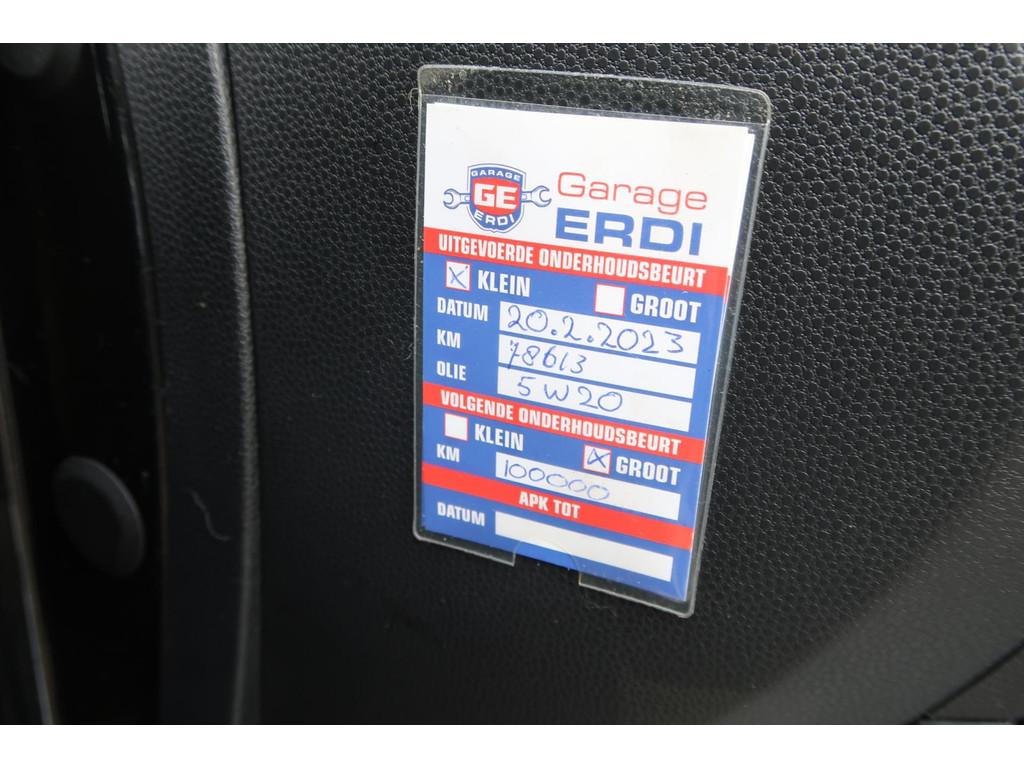 GARAGE
GE
ERDI
Garage
ERDI
UITGEVOERDE ONDERHOUDSBEURT
KLEIN GROOT
DATUM 20.2.2023
KM 78613
OLIE 5W20
VOLGENDE ONDERHOUDSBEURT
KLEIN GROOT
KM 100000
APK TOT
DATUM